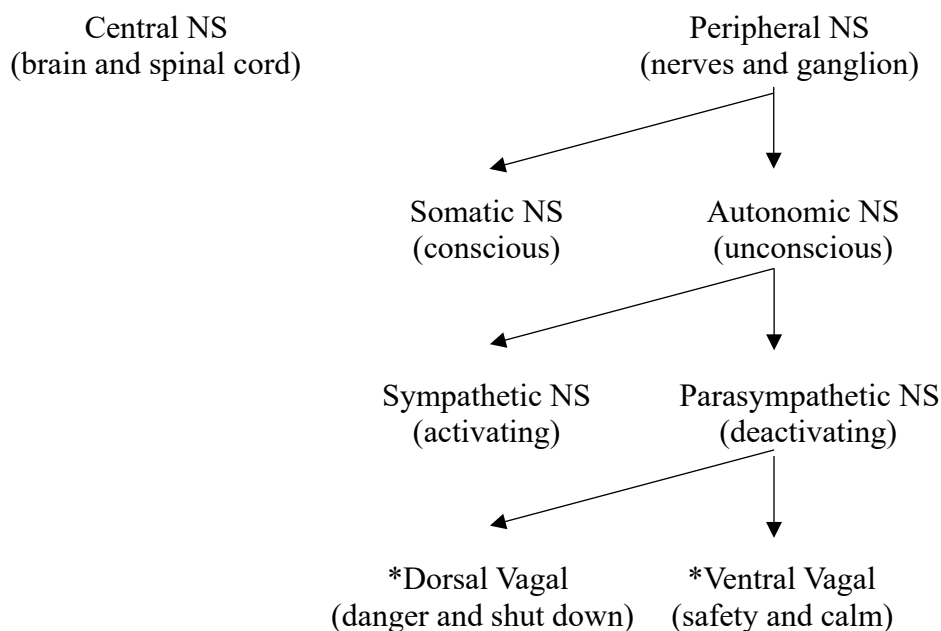 Central NS
(brain and spinal cord)
Peripheral NS
(nerves and ganglion)
Somatic NS
(conscious)
Autonomic NS
(unconscious)
Sympathetic NS
(activating)
Parasympathetic NS
(deactivating)
*Dorsal Vagal
(danger and shut down)
*Ventral Vagal
(safety and calm)